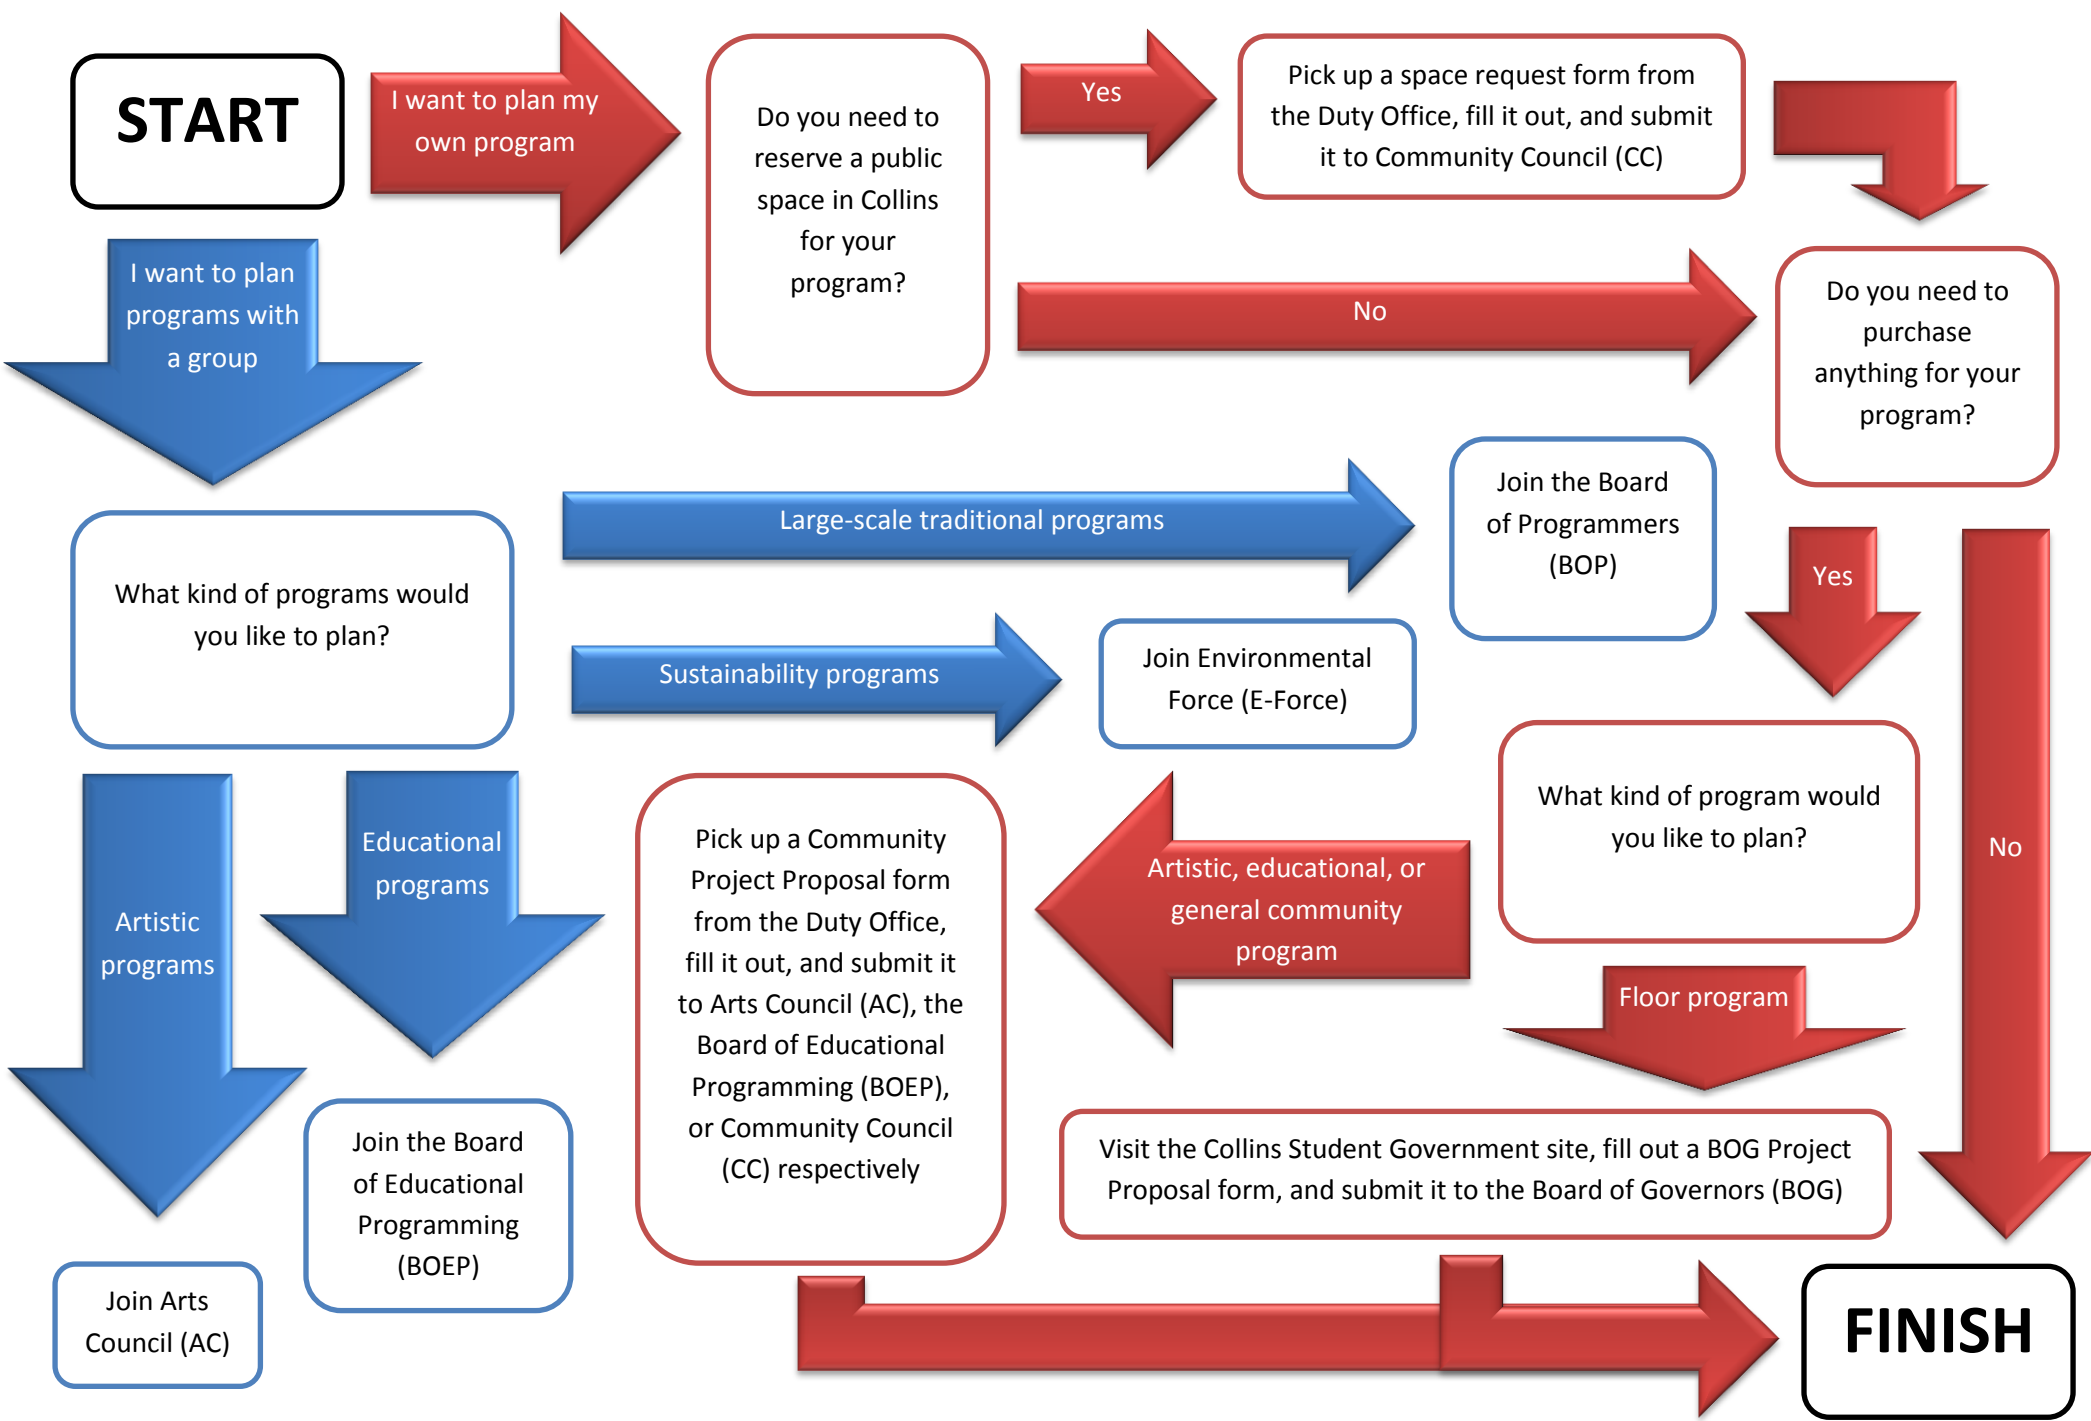 START
I want to plan my
own program
Do you need to
reserve a public
space in Collins
for your
program?
Yes
Pick up a space request form from
the Duty Office, fill it out, and submit
it to Community Council (CC)
No
Do you need to
purchase
anything for your
program?
I want to plan
programs with
a group
What kind of programs would
you like to plan?
Large-scale traditional programs
Join the Board
of Programmers
(BOP)
Sustainability programs
Join Environmental
Force (E-Force)
Yes
No
What kind of program would
you like to plan?
Artistic, educational, or
general community
program
Floor program
Pick up a Community
Project Proposal form
from the Duty Office,
fill it out, and submit it
to Arts Council (AC), the
Board of Educational
Programming (BOEP),
or Community Council
(CC) respectively
Educational
programs
Artistic
programs
Join the Board
of Educational
Programming
(BOEP)
Join Arts
Council (AC)
Visit the Collins Student Government site, fill out a BOG Project
Proposal form, and submit it to the Board of Governors (BOG)
FINISH